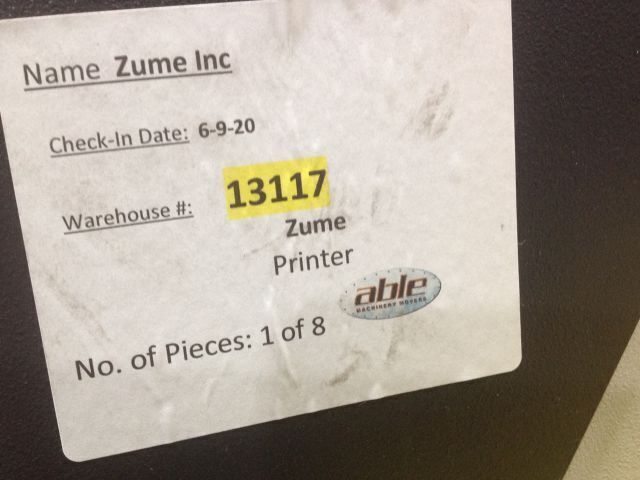 Name Zume Inc
Check-In Date: 6-9-20
Warehouse #: 13117
Zume
Printer
able
MACHINERY MOVERS
No. of Pieces: 1 of 8